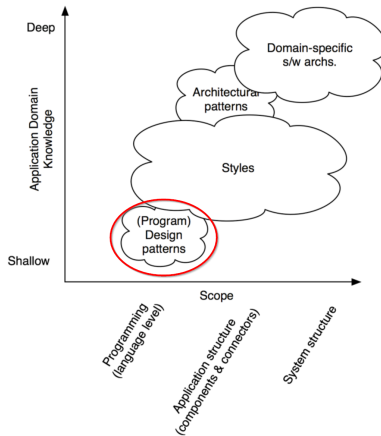 Deep
Domain-specific
s/w archs.
Architectural
patterns
Application Domain
Knowledge
Styles
(Program)
Design
patterns
Shallow
Scope
Programming
(language level)
Application structure
(components & connectors)
System structure